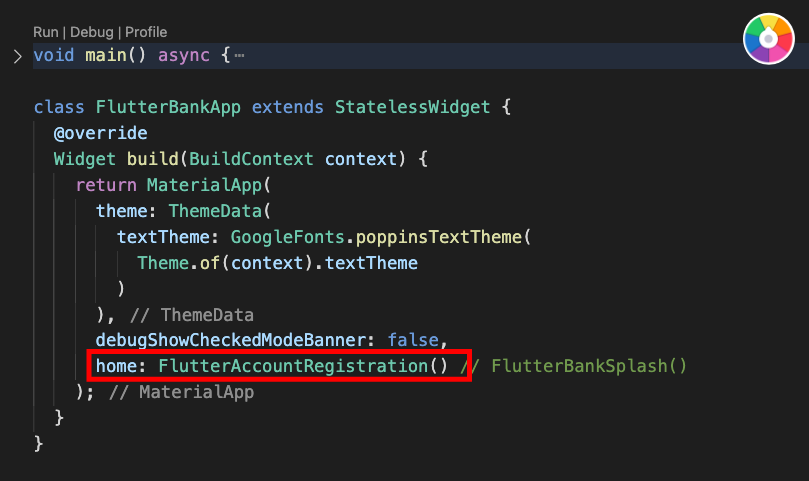 Run | Debug | Profile
void main() async {⋯
class FlutterBankApp extends StatelessWidget {
@override
Widget build(BuildContext context) {
return MaterialApp(
theme: ThemeData(
textTheme: GoogleFonts.poppinsTextTheme(
Theme.of(context).textTheme
)
), // ThemeData
debugShowCheckedModeBanner: false,
home: FlutterAccountRegistration() // FlutterBankSplash()
); // MaterialApp
}
}